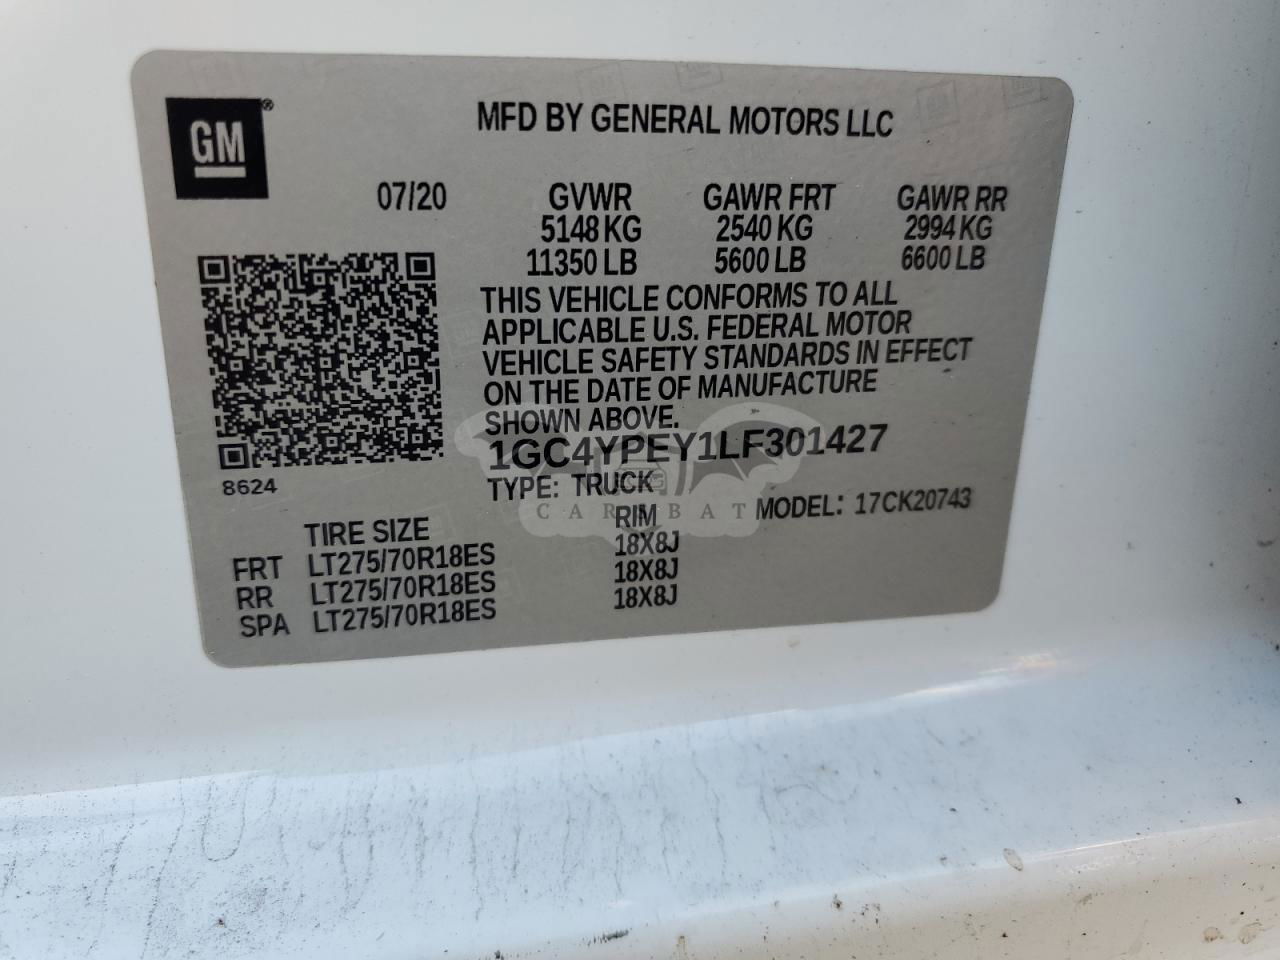 GM®
MFD BY GENERAL MOTORS LLC
07/20 GVWR GAWR FRT GAWR RR
5148 KG 2540 KG 2994 KG
11350 LB 5600 LB 6600 LB
THIS VEHICLE CONFORMS TO ALL
APPLICABLE U.S. FEDERAL MOTOR
VEHICLE SAFETY STANDARDS IN EFFECT
ON THE DATE OF MANUFACTURE
SHOWN ABOVE.
1GC4YPEY1LF301427
8624
TYPE: TRUCK MODEL: 17CK20743
CAR BAT
TIRE SIZE RIM
FRT LT275/70R18ES 18X8J
RR LT275/70R18ES 18X8J
SPA LT275/70R18ES 18X8J